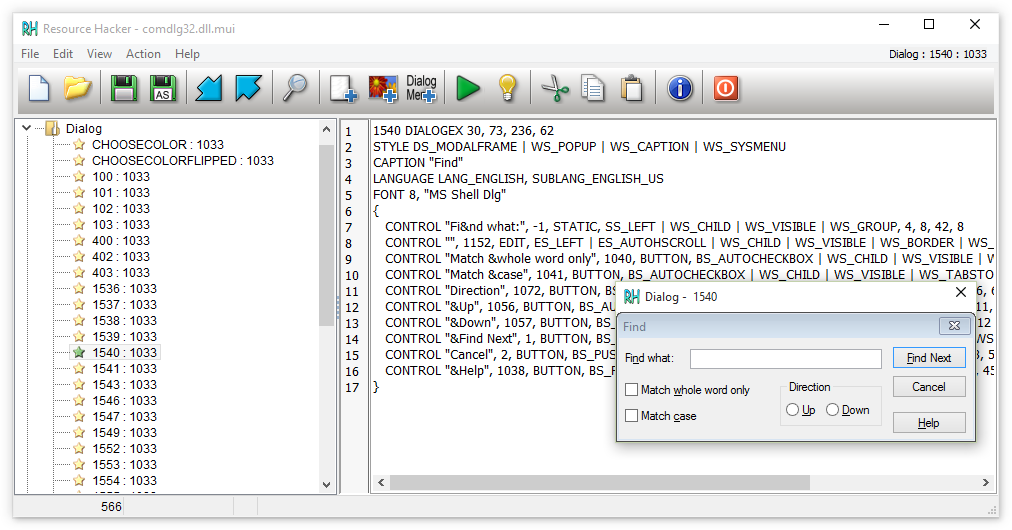 RH Resource Hacker - comdlg32.dll.mui
File Edit View Action Help
Dialog : 1540 : 1033
AS
Dialog
Mer
Dialog
CHOOSECOLOR : 1033
CHOOSECOLORFLIPPED : 1033
100 : 1033
101 : 1033
102 : 1033
103 : 1033
400 : 1033
402 : 1033
403 : 1033
1536 : 1033
1537 : 1033
1538 : 1033
1539 : 1033
1540 : 1033
1541 : 1033
1543 : 1033
1546 : 1033
1547 : 1033
1549 : 1033
1552 : 1033
1553 : 1033
1554 : 1033
1 1540 DIALOGEX 30, 73, 236, 62
2 STYLE DS_MODALFRAME | WS_POPUP | WS_CAPTION | WS_SYSMENU
3 CAPTION "Find"
4 LANGUAGE LANG_ENGLISH, SUBLANG_ENGLISH_US
5 FONT 8, "MS Shell Dlg"
6 {
7 CONTROL "Fi&nd what:", -1, STATIC, SS_LEFT | WS_CHILD | WS_VISIBLE | WS_GROUP, 4, 8, 42, 8
8 CONTROL "", 1152, EDIT, ES_LEFT | ES_AUTOHSCROLL | WS_CHILD | WS_VISIBLE | WS_BORDER | WS_
9 CONTROL "Match &whole word only", 1040, BUTTON, BS_AUTOCHECKBOX | WS_CHILD | WS_VISIBLE | W
10 CONTROL "Match &case", 1041, BUTTON, BS_AUTOCHECKBOX | WS_CHILD | WS_VISIBLE | WS_TABSTO
11 CONTROL "Direction", 1072, BUTTON, BS
12 CONTROL "&Up", 1056, BUTTON, BS_AU 11,
13 CONTROL "&Down", 1057, BUTTON, BS_ 12
14 CONTROL "&Find Next", 1, BUTTON, BS_ WS
15 CONTROL "Cancel", 2, BUTTON, BS_PUS
16 CONTROL "&Help", 1038, BUTTON, BS_P 45
17 }
RH Dialog - 1540
Find
Find what:
Find Next
Match whole word only
Direction
Cancel
Up Down
Match case
Help
566